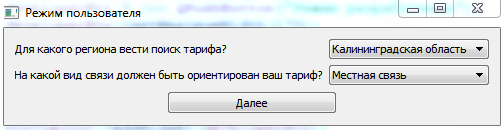 Режим пользователя
Для какого региона вести поиск тарифа? Калининградская область
На какой вид связи должен быть ориентирован ваш тариф? Местная связь
Далее